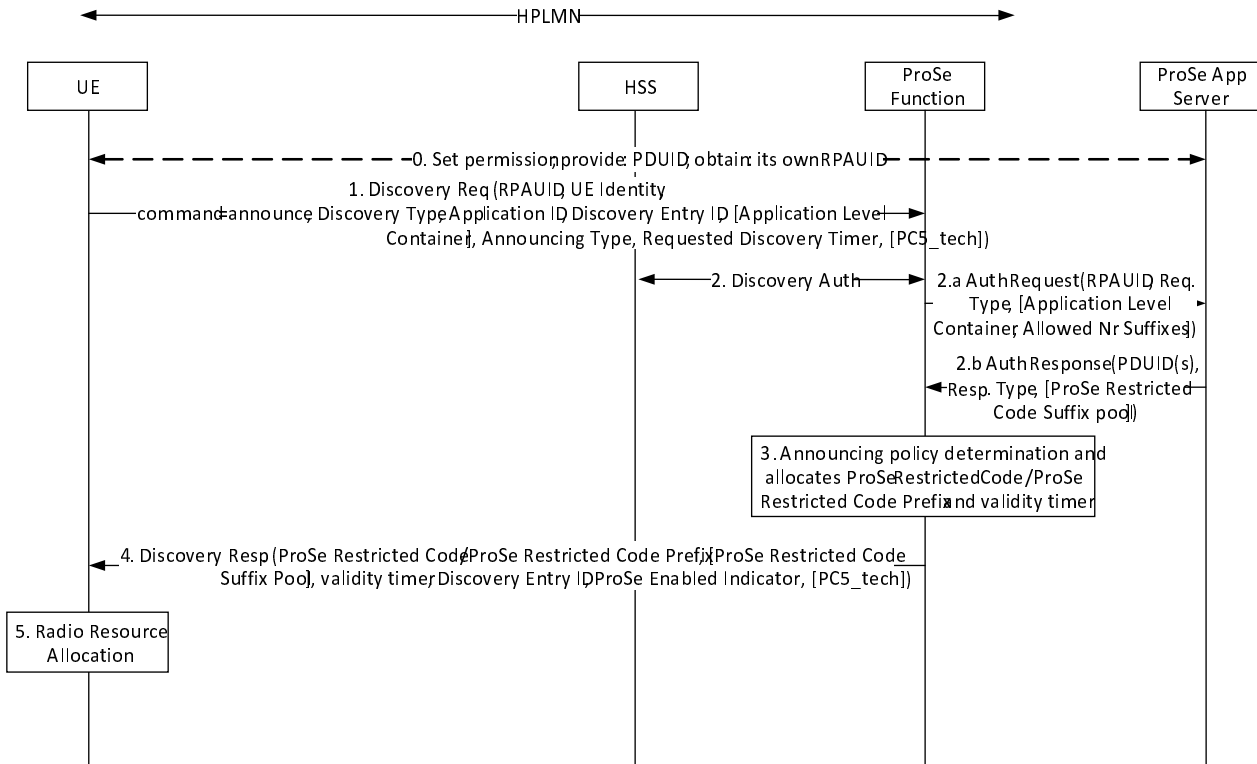 HPLMN
UE
HSS
ProSe
Function
ProSe App
Server
0. Set permission, provide: PDUID, obtain: its own RPAUID
1. Discovery Req (RPAUID, UE Identity
command=announce, Discovery Type, Application ID, Discovery Entry ID, [Application Level
Container], Announcing Type, Requested Discovery Timer, [PC5_tech])
2. Discovery Auth
2.a Auth Request(RPAUID, Req.
Type, [Application Level
Container, Allowed Nr Suffixes])
2.b Auth Response(PDUID(s),
Resp. Type, [ProSe Restricted
Code Suffix pool])
3. Announcing policy determination and
allocates ProSe Restricted Code/ProSe
Restricted Code Prefix and validity timer
4. Discovery Resp (ProSe Restricted Code/ProSe Restricted Code Prefix, [ProSe Restricted Code
Suffix Pool], validity timer, Discovery Entry ID, ProSe Enabled Indicator, [PC5_tech])
5. Radio Resource
Allocation